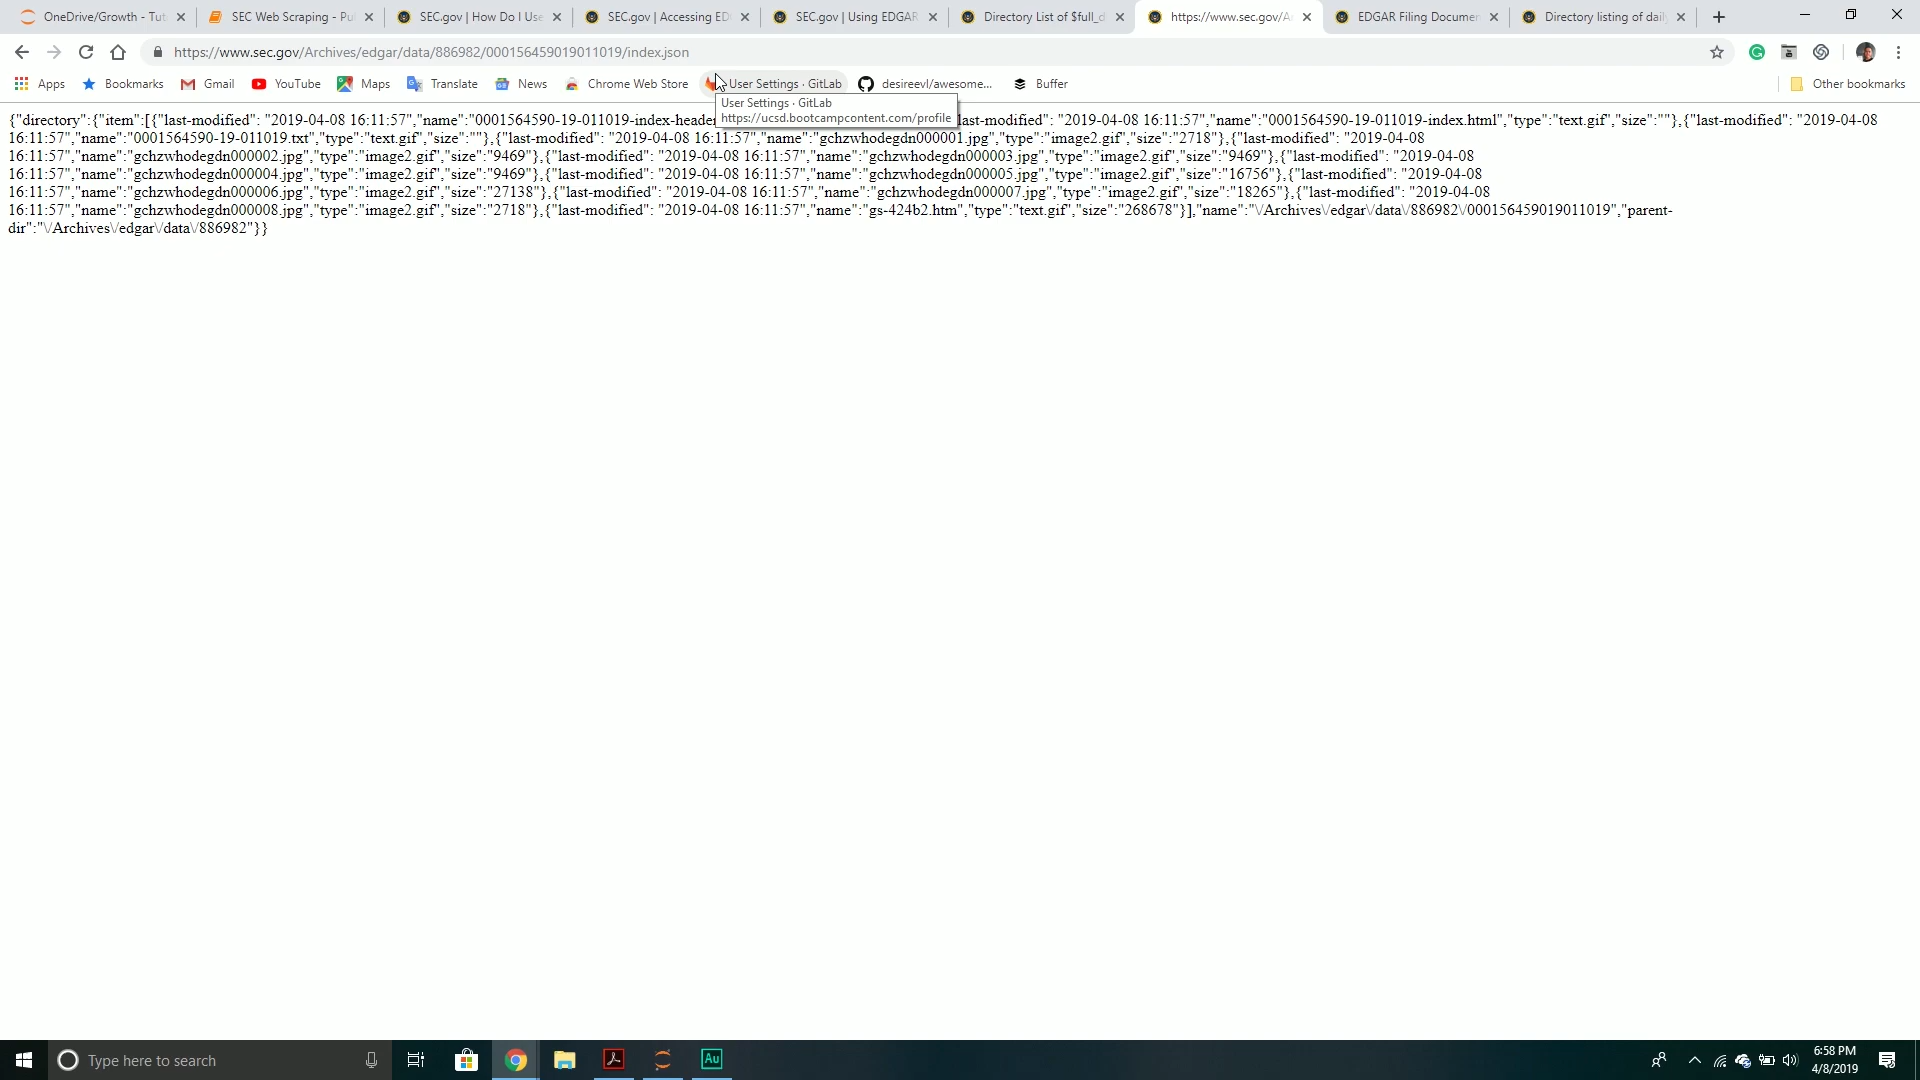 OneDrive/Growth - Tut
SEC Web Scraping - Pu
SEC.gov | How Do I Use
SEC.gov | Accessing ED
SEC.gov | Using EDGAR
Directory List of $full_d
https://www.sec.gov/A
EDGAR Filing Documen
Directory listing of daily
https://www.sec.gov/Archives/edgar/data/886982/000156459019011019/index.json
Apps Bookmarks Gmail YouTube Maps Translate News Chrome Web Store User Settings · GitLab desireevl/awesome... Buffer Other bookmarks
User Settings · GitLab
https://ucsd.bootcampcontent.com/profile
{"directory":{"item":[{"last-modified": "2019-04-08 16:11:57","name":"0001564590-19-011019-index-header last-modified": "2019-04-08 16:11:57","name":"0001564590-19-011019-index.html","type":"text.gif","size":""},{"last-modified": "2019-04-08
16:11:57","name":"0001564590-19-011019.txt","type":"text.gif","size":""},{"last-modified": "2019-04-08 16:11:57","name":"gchzwhodegdn000001.jpg","type":"image2.gif","size":"2718"},{"last-modified": "2019-04-08
16:11:57","name":"gchzwhodegdn000002.jpg","type":"image2.gif","size":"9469"},{"last-modified": "2019-04-08 16:11:57","name":"gchzwhodegdn000003.jpg","type":"image2.gif","size":"9469"},{"last-modified": "2019-04-08
16:11:57","name":"gchzwhodegdn000004.jpg","type":"image2.gif","size":"9469"},{"last-modified": "2019-04-08 16:11:57","name":"gchzwhodegdn000005.jpg","type":"image2.gif","size":"16756"},{"last-modified": "2019-04-08
16:11:57","name":"gchzwhodegdn000006.jpg","type":"image2.gif","size":"27138"},{"last-modified": "2019-04-08 16:11:57","name":"gchzwhodegdn000007.jpg","type":"image2.gif","size":"18265"},{"last-modified": "2019-04-08
16:11:57","name":"gchzwhodegdn000008.jpg","type":"image2.gif","size":"2718"},{"last-modified": "2019-04-08 16:11:57","name":"gs-424b2.htm","type":"text.gif","size":"268678"}],"name":"\/Archives\/edgar\/data\/886982\/000156459019011019","parent-
dir":"\/Archives\/edgar\/data\/886982"}}
Type here to search
Au
6:58 PM
4/8/2019